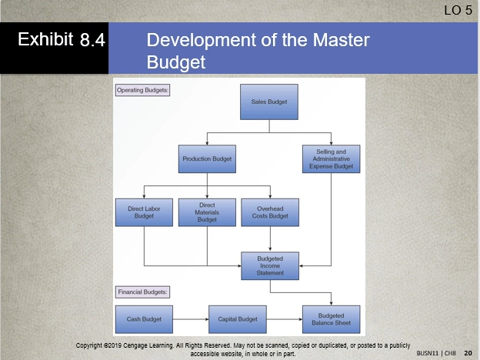 LO 5
Exhibit 8.4
Development of the Master
Budget
Operating Budgets:
Sales Budget
Production Budget
Selling and
Administrative
Expense Budget
Direct Labor
Budget
Direct
Materials
Budget
Overhead
Costs Budget
Budgeted
Income
Statement
Financial Budgets:
Cash Budget
Capital Budget
Budgeted
Balance Sheet
Copyright ©2019 Cengage Learning. All Rights Reserved. May not be scanned, copied or duplicated, or posted to a publicly
accessible website, in whole or in part.
BUSN11 | CH8 20